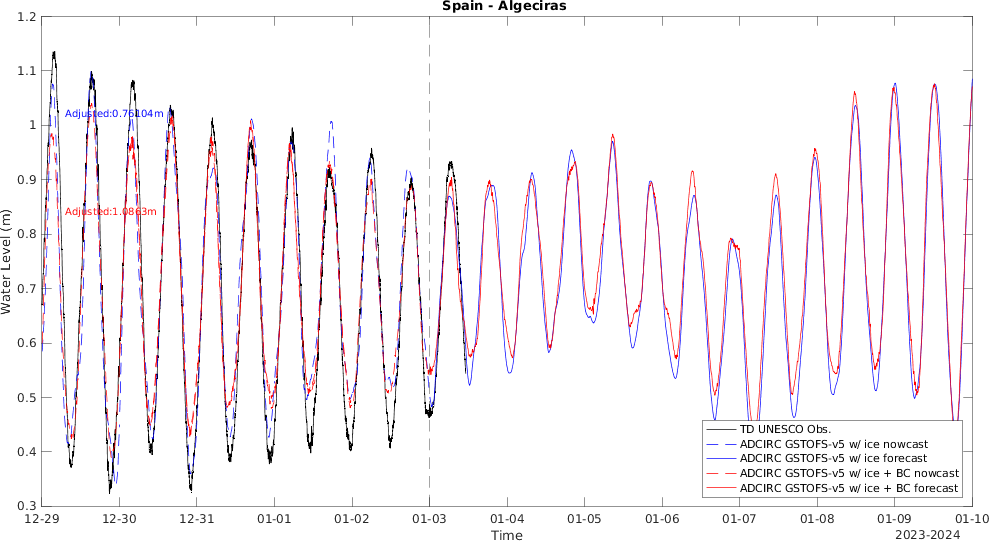 Spain - Algeciras
1.2
1.1
1
0.9
0.8
0.7
0.6
0.5
0.4
0.3
Water Level (m)
Adjusted:0.76104m
Adjusted:1.0863m
TD UNESCO Obs.
ADCIRC GSTOFS-v5 w/ ice nowcast
ADCIRC GSTOFS-v5 w/ ice forecast
ADCIRC GSTOFS-v5 w/ ice + BC nowcast
ADCIRC GSTOFS-v5 w/ ice + BC forecast
12-29 12-30 12-31 01-01 01-02 01-03 01-04 01-05 01-06 01-07 01-08 01-09 01-10
Time
2023-2024